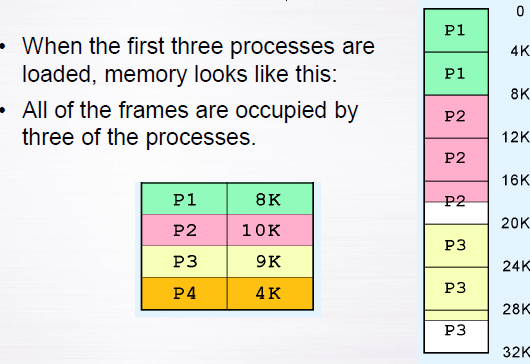 • When the first three processes are
loaded, memory looks like this:
• All of the frames are occupied by
three of the processes.
P1 8K
P2 10K
P3 9K
P4 4K
0
P1
4K
P1
8K
P2
12K
P2
16K
P2
20K
P3
24K
P3
28K
P3
32K